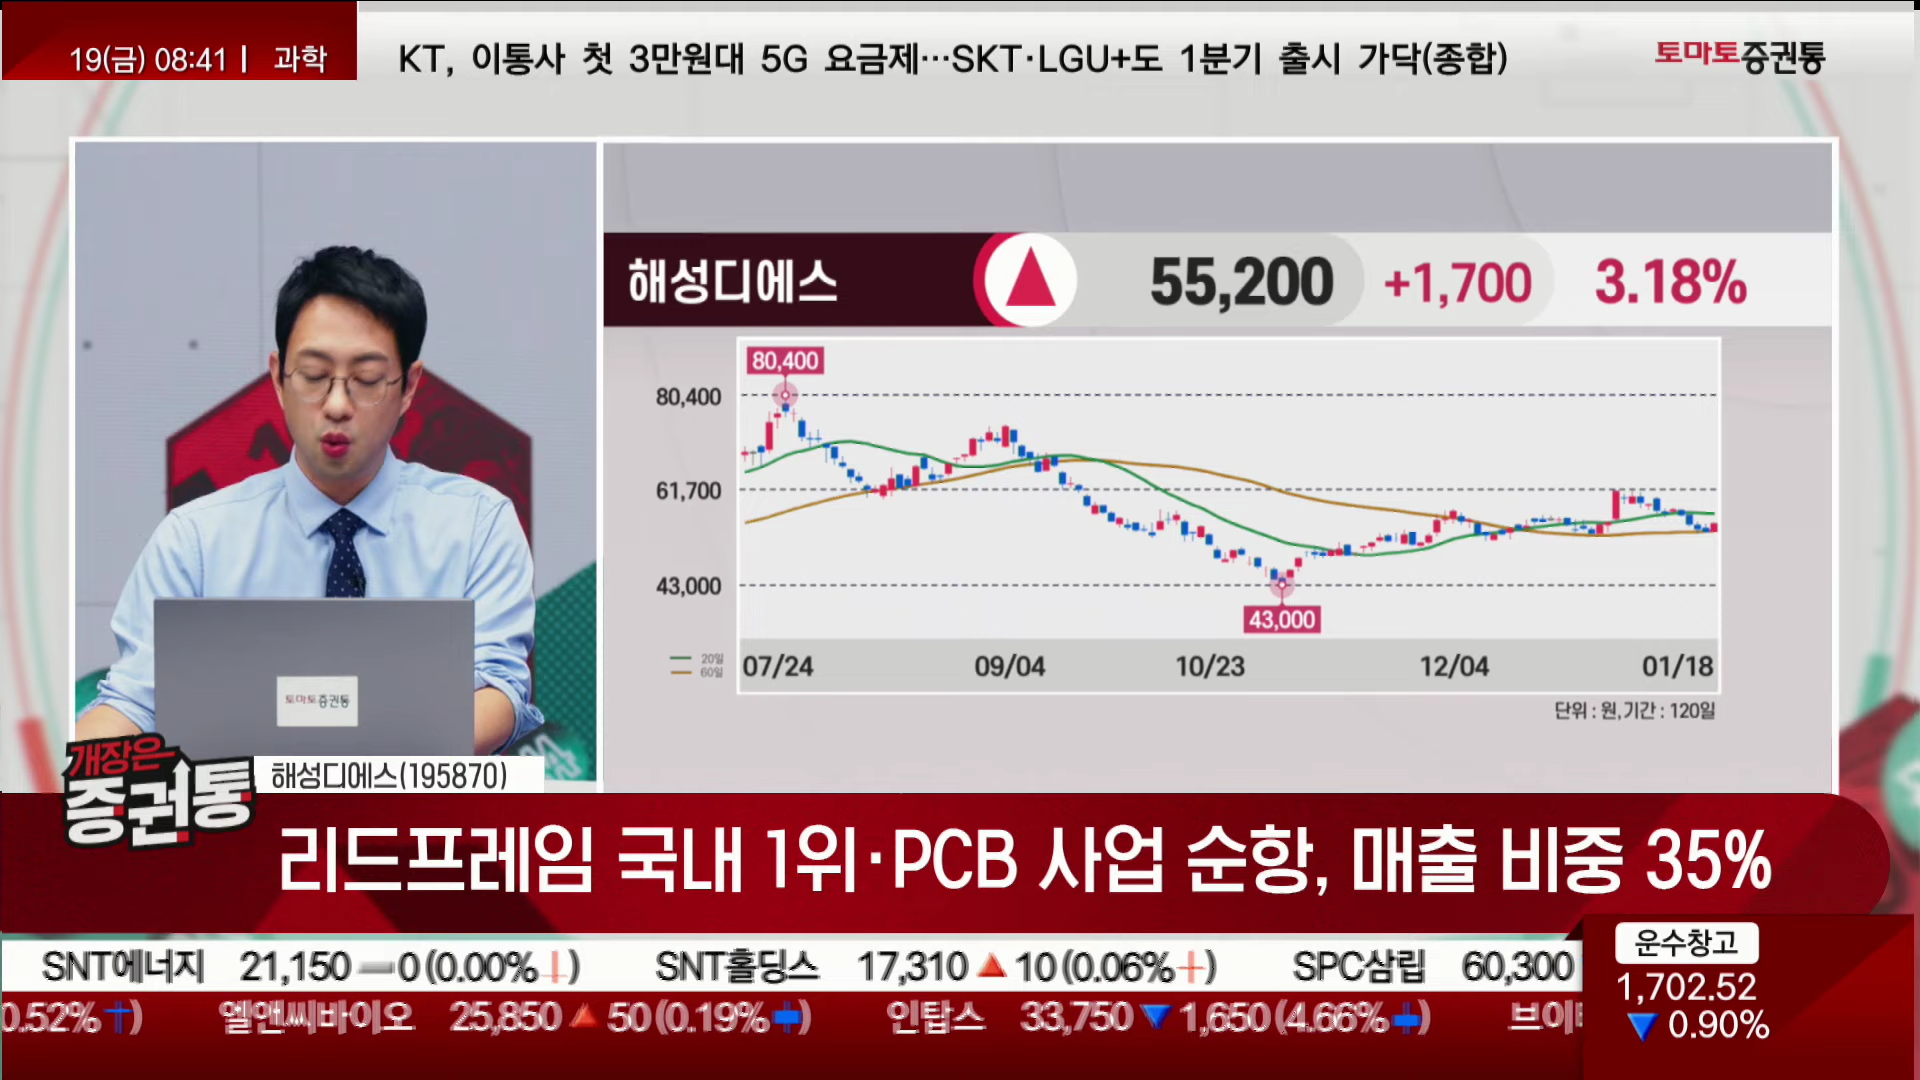 19(금) 08:41 | 과학
KT, 이통사 첫 3만원대 5G 요금제…SKT·LGU+도 1분기 출시 가닥(종합)
토마토증권통
해성디에스
55,200
+1,700
3.18%
80,400
80,400
61,700
43,000
43,000
20일
60일
07/24
09/04
10/23
12/04
01/18
단위 : 원,기간 : 120일
토마토증권통
개장은
증권통
해성디에스(195870)
리드프레임 국내 1위·PCB 사업 순항, 매출 비중 35%
SNT에너지 21,150 0(0.00%) SNT홀딩스 17,310 ▲ 10(0.06%) SPC삼립 60,300
0.52% ) 엘앤씨바이오 25,850 ▲ 50(0.19%) 인탑스 33,750 ▼ 1,650(4.66%)
운수창고
1,702.52
▼ 0.90%